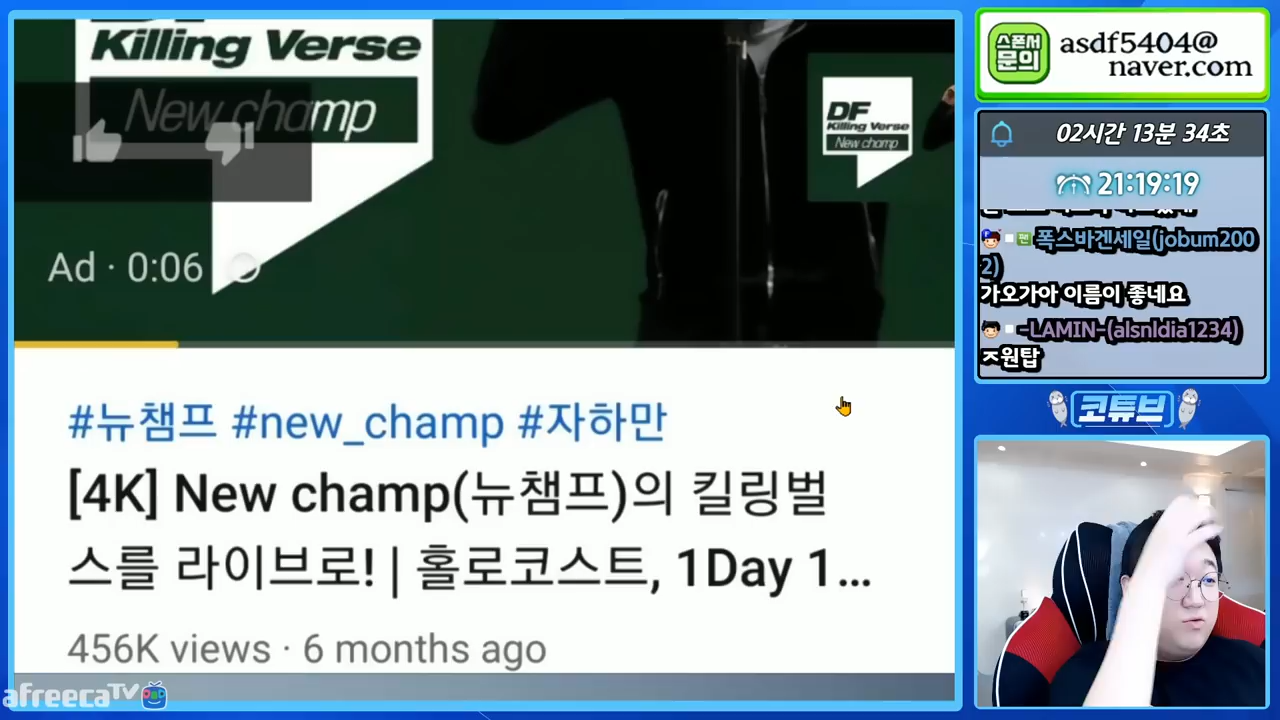 DF
Killing Verse
New champ
DF
Killing Verse
New champ
Ad · 0:06
#뉴챔프 #new_champ #자하만
[4K] New champ(뉴챔프)의 킬링벌
스를 라이브로! | 홀로코스트, 1Day 1...
456K views · 6 months ago
afreecaTV
스폰서
문의
asdf5404@
naver.com
02시간 13분 34초
21:19:19
폭스바겐세일(jobum200
2)
가오가아 이름이 좋네요
-LAMIN-(alsnldia1234)
ㅈ원탑
코튜브